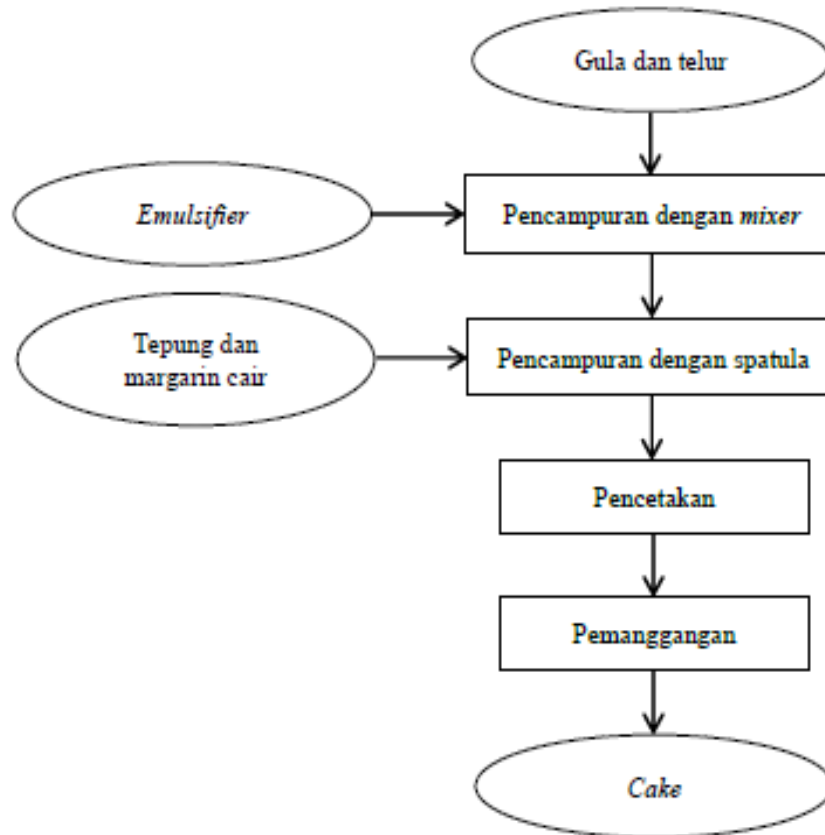 Gula dan telur
Emulsifier
Pencampuran dengan mixer
Tepung dan
margarin cair
Pencampuran dengan spatula
Pencetakan
Pemanggangan
Cake